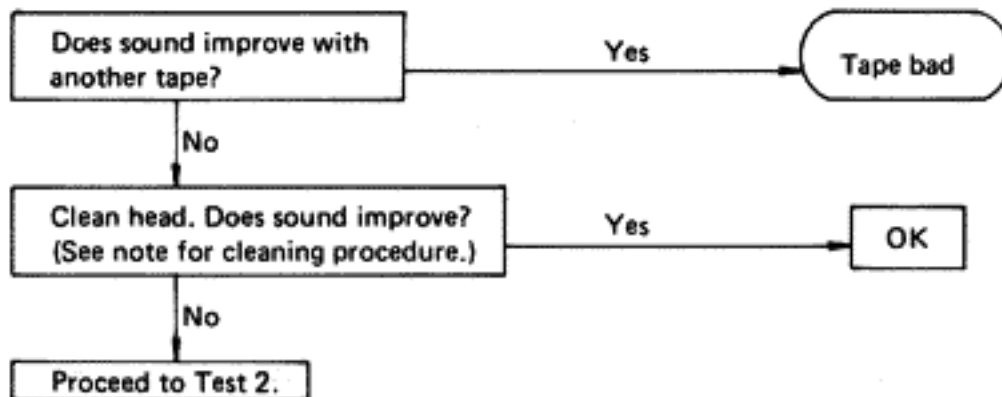 Does sound improve with
another tape?
Yes
Tape bad
No
Clean head. Does sound improve?
(See note for cleaning procedure.)
Yes
OK
No
Proceed to Test 2.